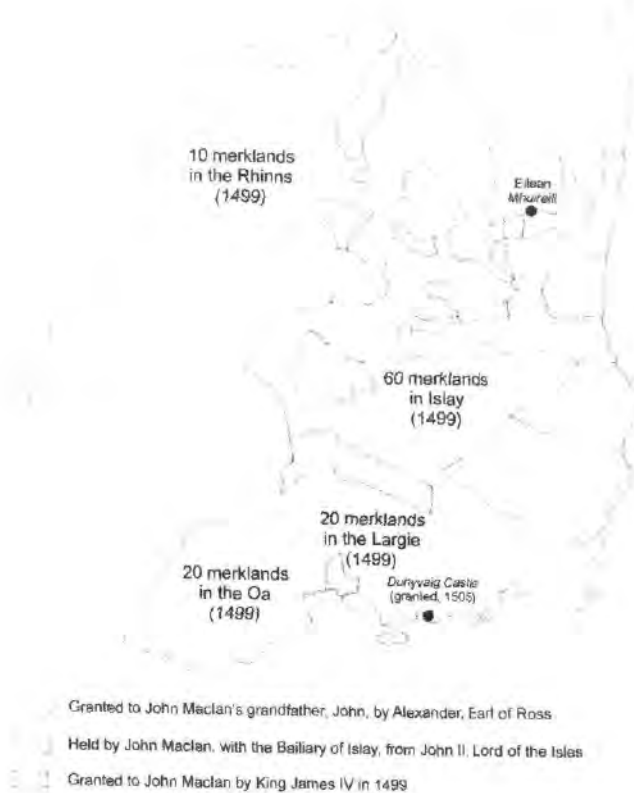 10 merklands
in the Rhinns
(1499)
Eilean
Mhuireill
60 merklands
in Islay
(1499)
20 merklands
in the Largie
(1499)
20 merklands
in the Oa
(1499)
Dunyvaig Castle
(granted, 1505)
Granted to John MacIan's grandfather, John, by Alexander, Earl of Ross
Held by John MacIan, with the Bailiary of Islay, from John II, Lord of the Isles
Granted to John MacIan by King James IV in 1499